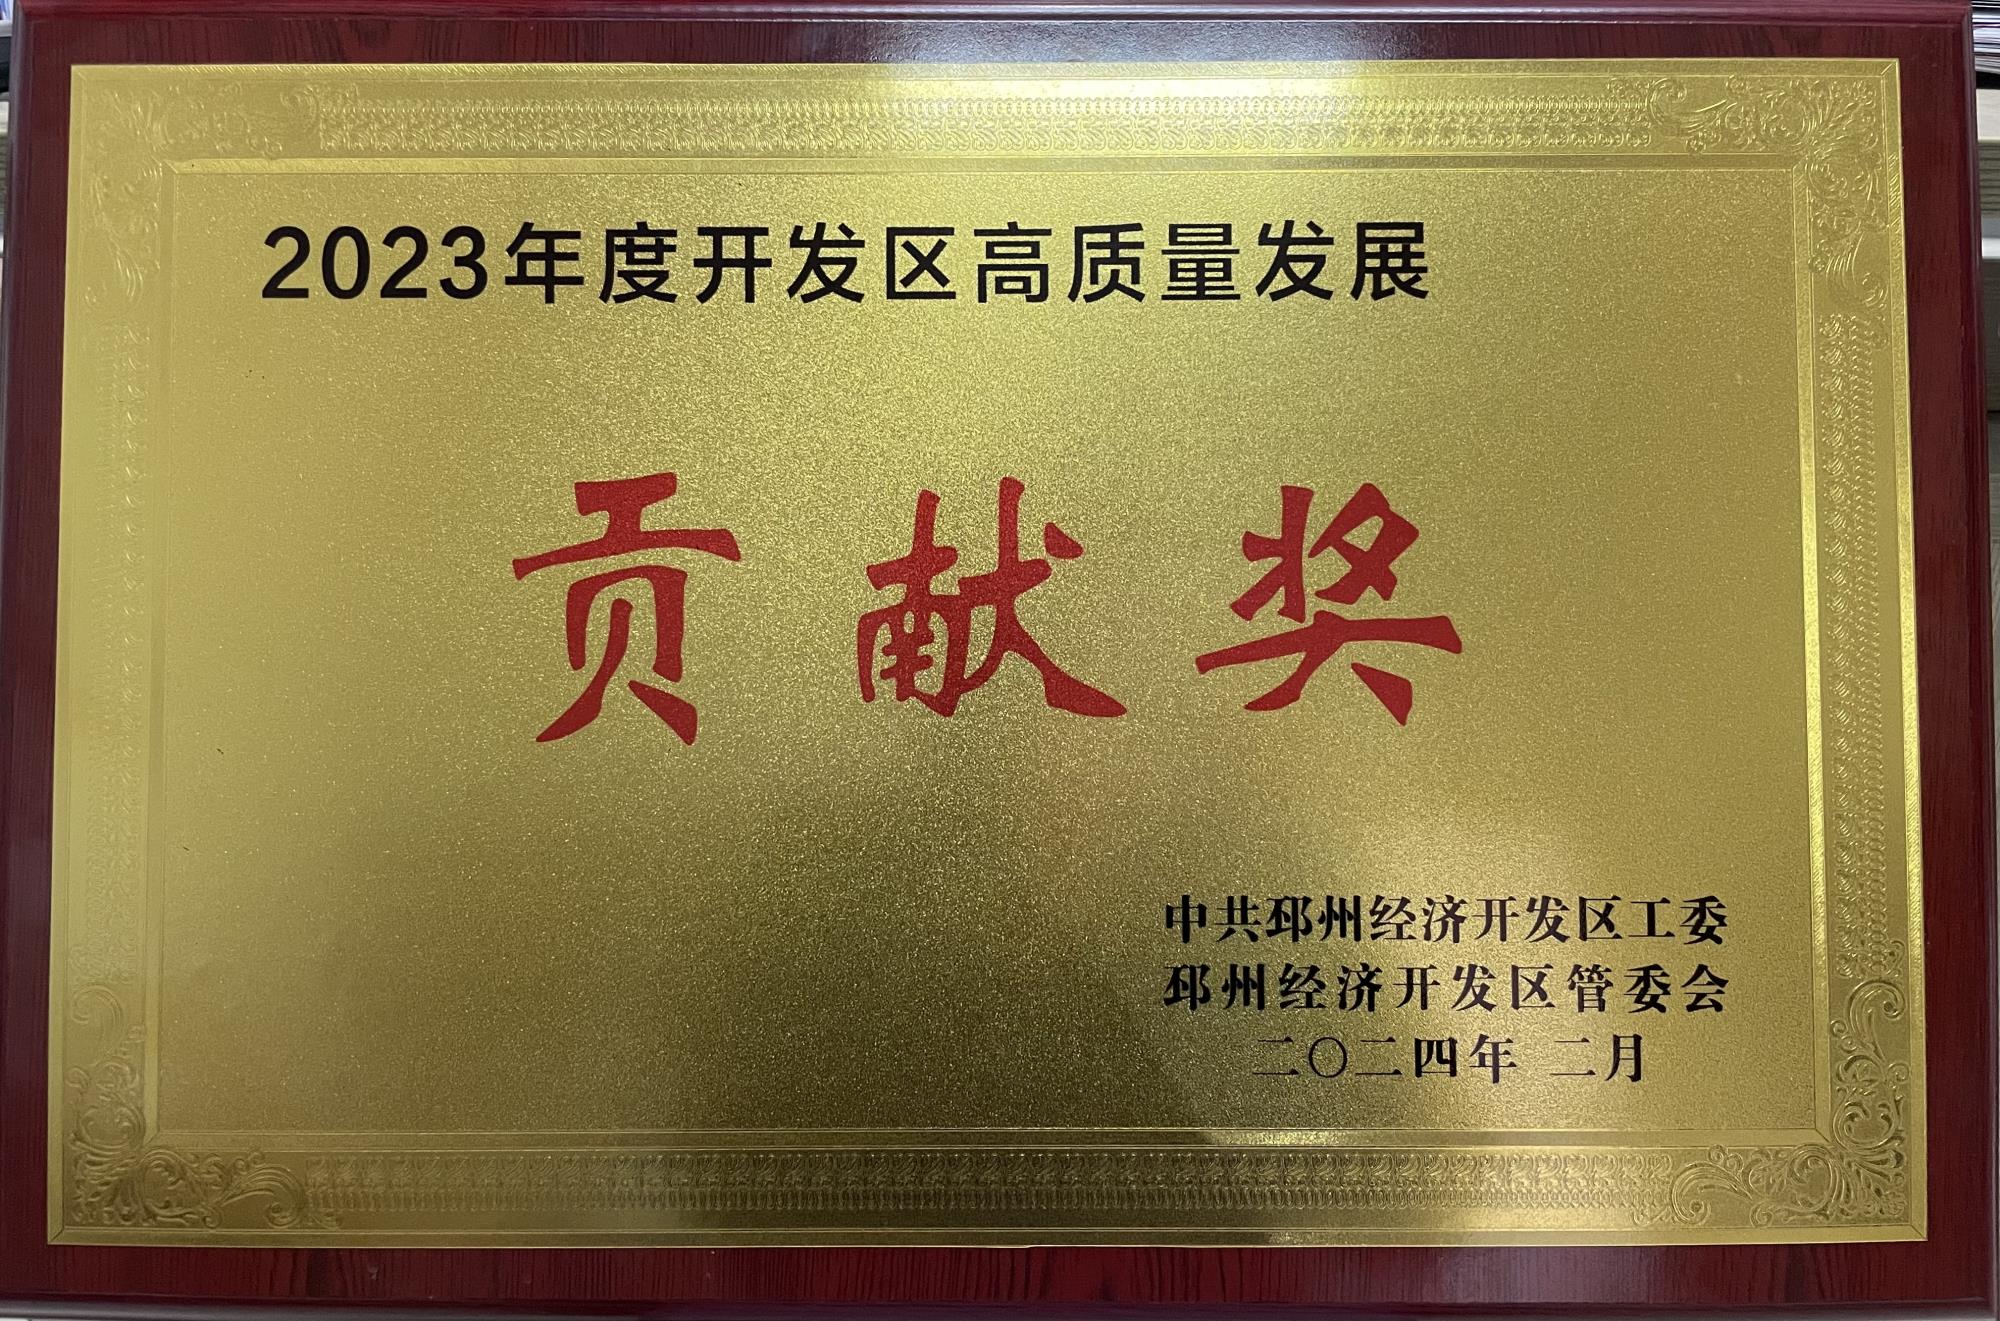 2023年度开发区高质量发展
贡献奖
中共邳州经济开发区工委
邳州经济开发区管委会
二〇二四年 二月